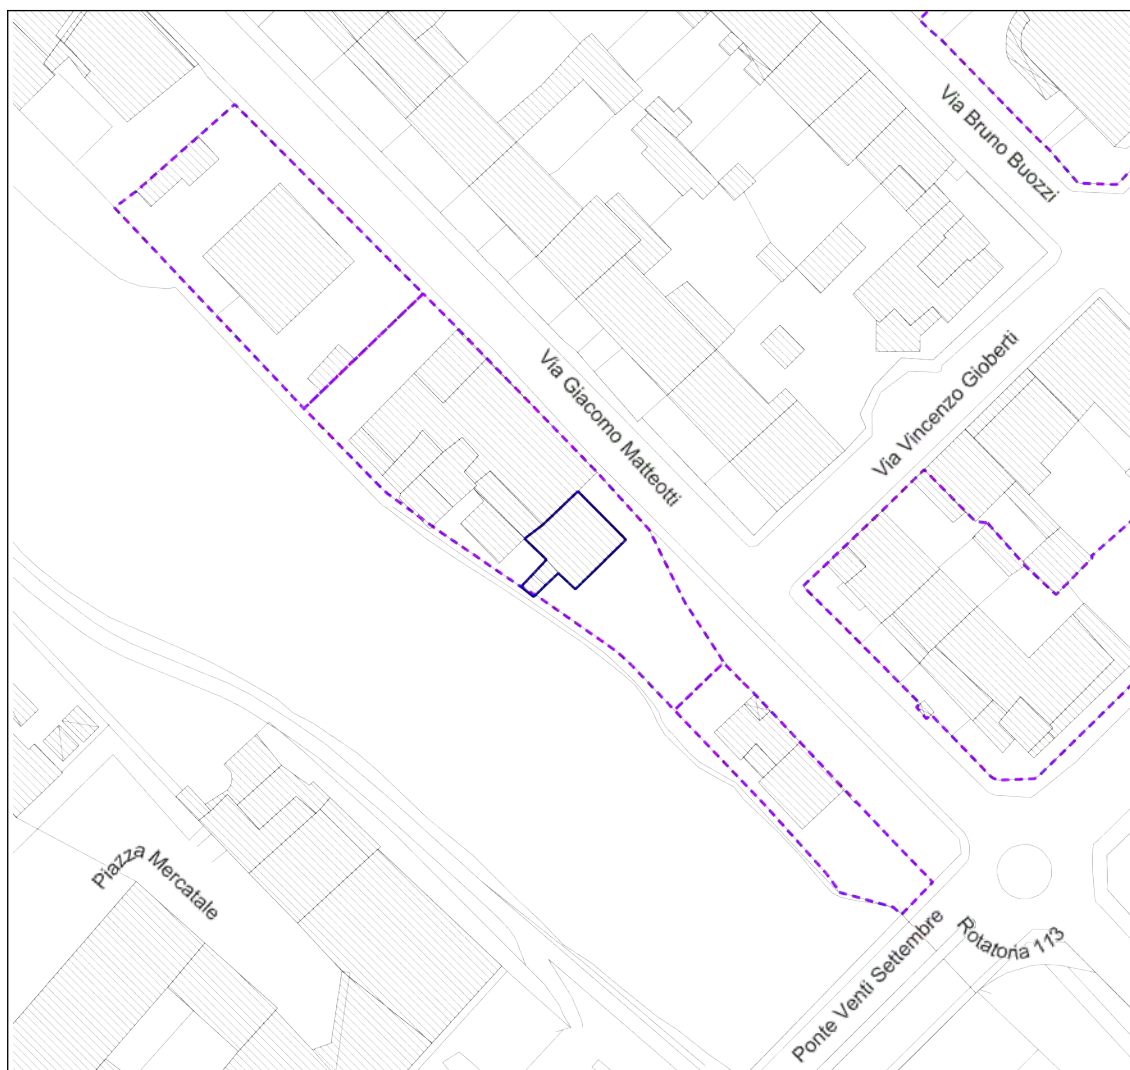 Via Bruno Buozzi
Via Giacomo Matteotti
Via Vincenzo Gioberti
Piazza Mercatale
Ponte Venti Settembre
Rotatoria 113